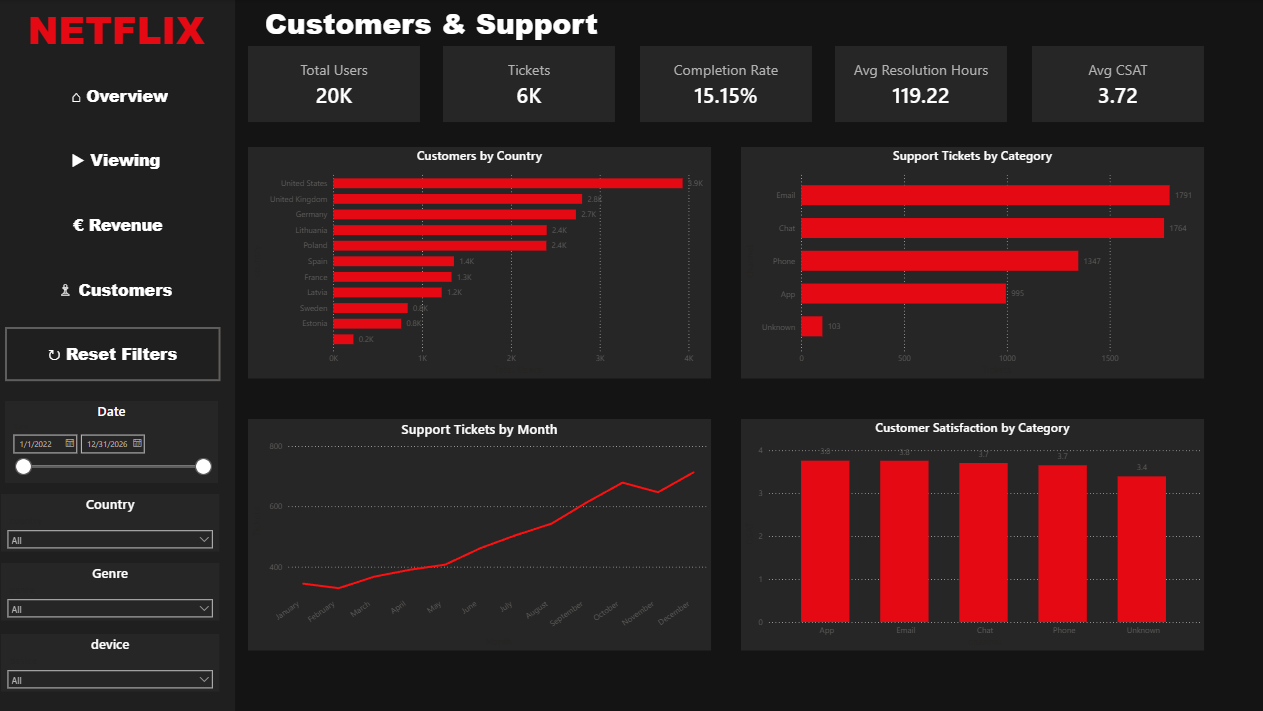 NETFLIX
⌂ Overview
▶ Viewing
€ Revenue
♗ Customers
↻ Reset Filters
Date
1/1/2022
12/31/2026
Country
All
Genre
All
device
All
Customers & Support
Total Users
20K
Tickets
6K
Completion Rate
15.15%
Avg Resolution Hours
119.22
Avg CSAT
3.72
Customers by Country
United States 3.9K
United Kingdom 2.8K
Germany 2.7K
Lithuania 2.4K
Poland 2.4K
Spain 1.4K
France 1.3K
Latvia 1.2K
Sweden 0.8K
Estonia 0.8K
0.2K
0K 1K 2K 3K 4K
Support Tickets by Category
Email 1791
Chat 1764
Phone 1347
App 995
Unknown 103
0 500 1000 1500
Support Tickets by Month
800
600
400
January February March April May June July August September October November December
Customer Satisfaction by Category
4
3
2
1
0
3.8 3.8 3.7 3.7 3.4
App Email Chat Phone Unknown